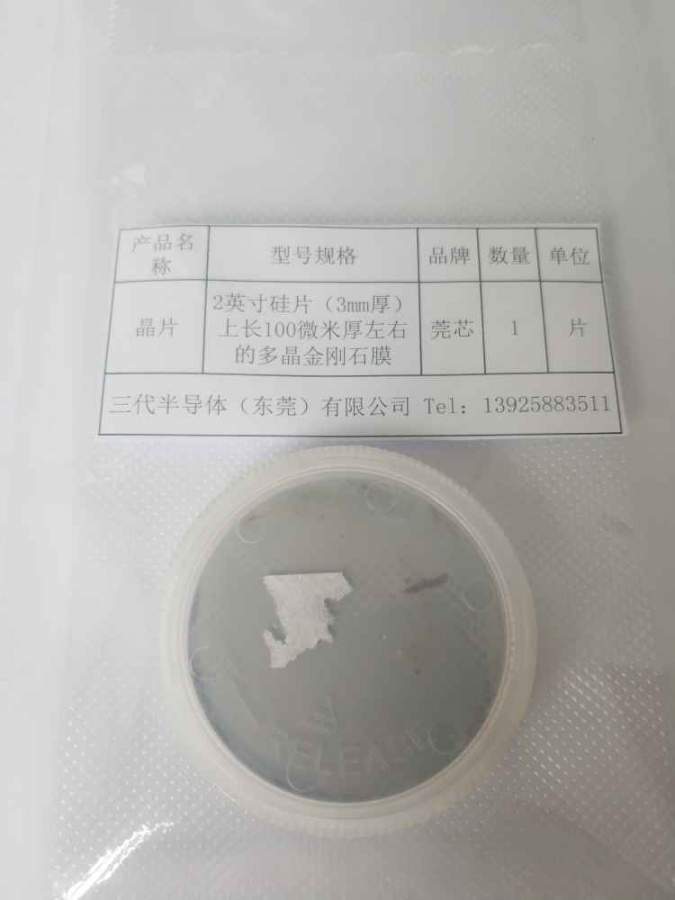 产品名称 型号规格 品牌 数量 单位
晶片 2英寸硅片（3mm厚） 莞芯 1 片
上长100微米厚左右
的多晶金刚石膜
三代半导体（东莞）有限公司 Tel：13925883511